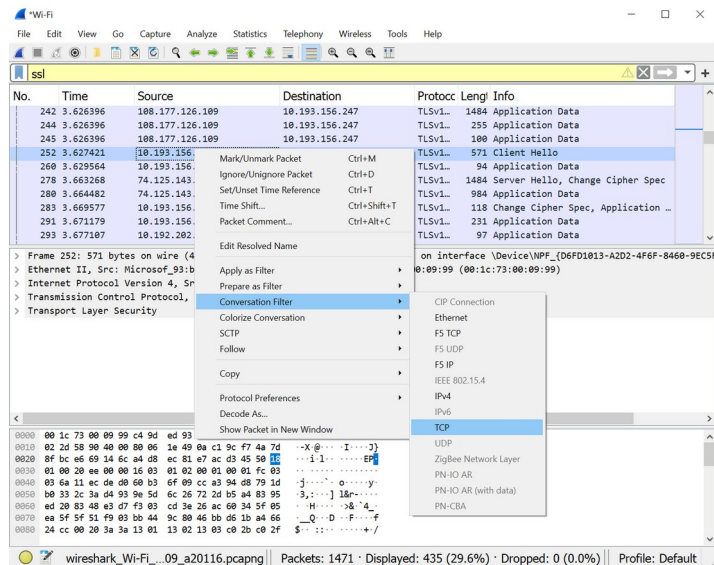 *Wi-Fi
File Edit View Go Capture Analyze Statistics Telephony Wireless Tools Help
ssl
No. Time Source Destination Protocc Lengt Info
242 3.626396 108.177.126.109 10.193.156.247 TLSv1… 1484 Application Data
244 3.626396 108.177.126.109 10.193.156.247 TLSv1… 255 Application Data
245 3.626396 108.177.126.109 10.193.156.247 TLSv1… 100 Application Data
252 3.627421 10.193.156. TLSv1… 571 Client Hello
260 3.629564 10.193.156. TLSv1… 94 Application Data
278 3.663268 74.125.143. TLSv1… 1484 Server Hello, Change Cipher Spec
280 3.664482 74.125.143. TLSv1… 984 Application Data
283 3.669577 10.193.156. TLSv1… 118 Change Cipher Spec, Application …
291 3.671179 10.193.156. TLSv1… 231 Application Data
293 3.677107 10.192.202. TLSv1… 97 Application Data
Mark/Unmark Packet Ctrl+M
Ignore/Unignore Packet Ctrl+D
Set/Unset Time Reference Ctrl+T
Time Shift... Ctrl+Shift+T
Packet Comment... Ctrl+Alt+C
Edit Resolved Name
Apply as Filter
Prepare as Filter
Conversation Filter
Colorize Conversation
SCTP
Follow
Copy
Protocol Preferences
Decode As...
Show Packet in New Window
CIP Connection
Ethernet
F5 TCP
F5 UDP
F5 IP
IEEE 802.15.4
IPv4
IPv6
TCP
UDP
ZigBee Network Layer
PN-IO AR
PN-IO AR (with data)
PN-CBA
> Frame 252: 571 bytes on wire (4 on interface \Device\NPF_{D6FD1013-A2D2-4F6F-8460-9EC5F
> Ethernet II, Src: Microsof_93:b 0:09:99 (00:1c:73:00:09:99)
> Internet Protocol Version 4, Sr
> Transmission Control Protocol,
> Transport Layer Security
0000 00 1c 73 00 09 99 c4 9d ed 93
0010 02 2d 58 90 40 00 80 06 1e 49 0a c1 9c f7 4a 7d ·-X·@··· ·I····J}
0020 8f bc e6 69 14 6c a4 d8 ec 81 e7 ac d3 45 50 18 ···i·l·· ·····EP·
0030 01 00 20 ee 00 00 16 03 01 02 00 01 00 01 fc 03 ·· ····· ········
0040 03 6a 11 ec de d0 60 b3 6f 09 cc a3 94 d8 79 1d ·j····`· o·····y·
0050 b0 33 2c 3a d4 93 9e 5d 6c 26 72 2d b5 a4 83 95 ·3,:···] l&r-····
0060 ed 20 83 48 e3 d7 f3 03 cd 3e 26 ac 60 34 5f 05 · ·H···· ·>&·`4_·
0070 ea 5f 5f 51 f9 03 bb 44 9c 80 46 bb d6 1b a4 66 ·__Q···D ··F····f
0080 24 cc 00 20 3a 3a 13 01 13 02 13 03 c0 2b c0 2f $·· ::·· ·····+·/
wireshark_Wi-Fi_...09_a20116.pcapng Packets: 1471 · Displayed: 435 (29.6%) · Dropped: 0 (0.0%) Profile: Default